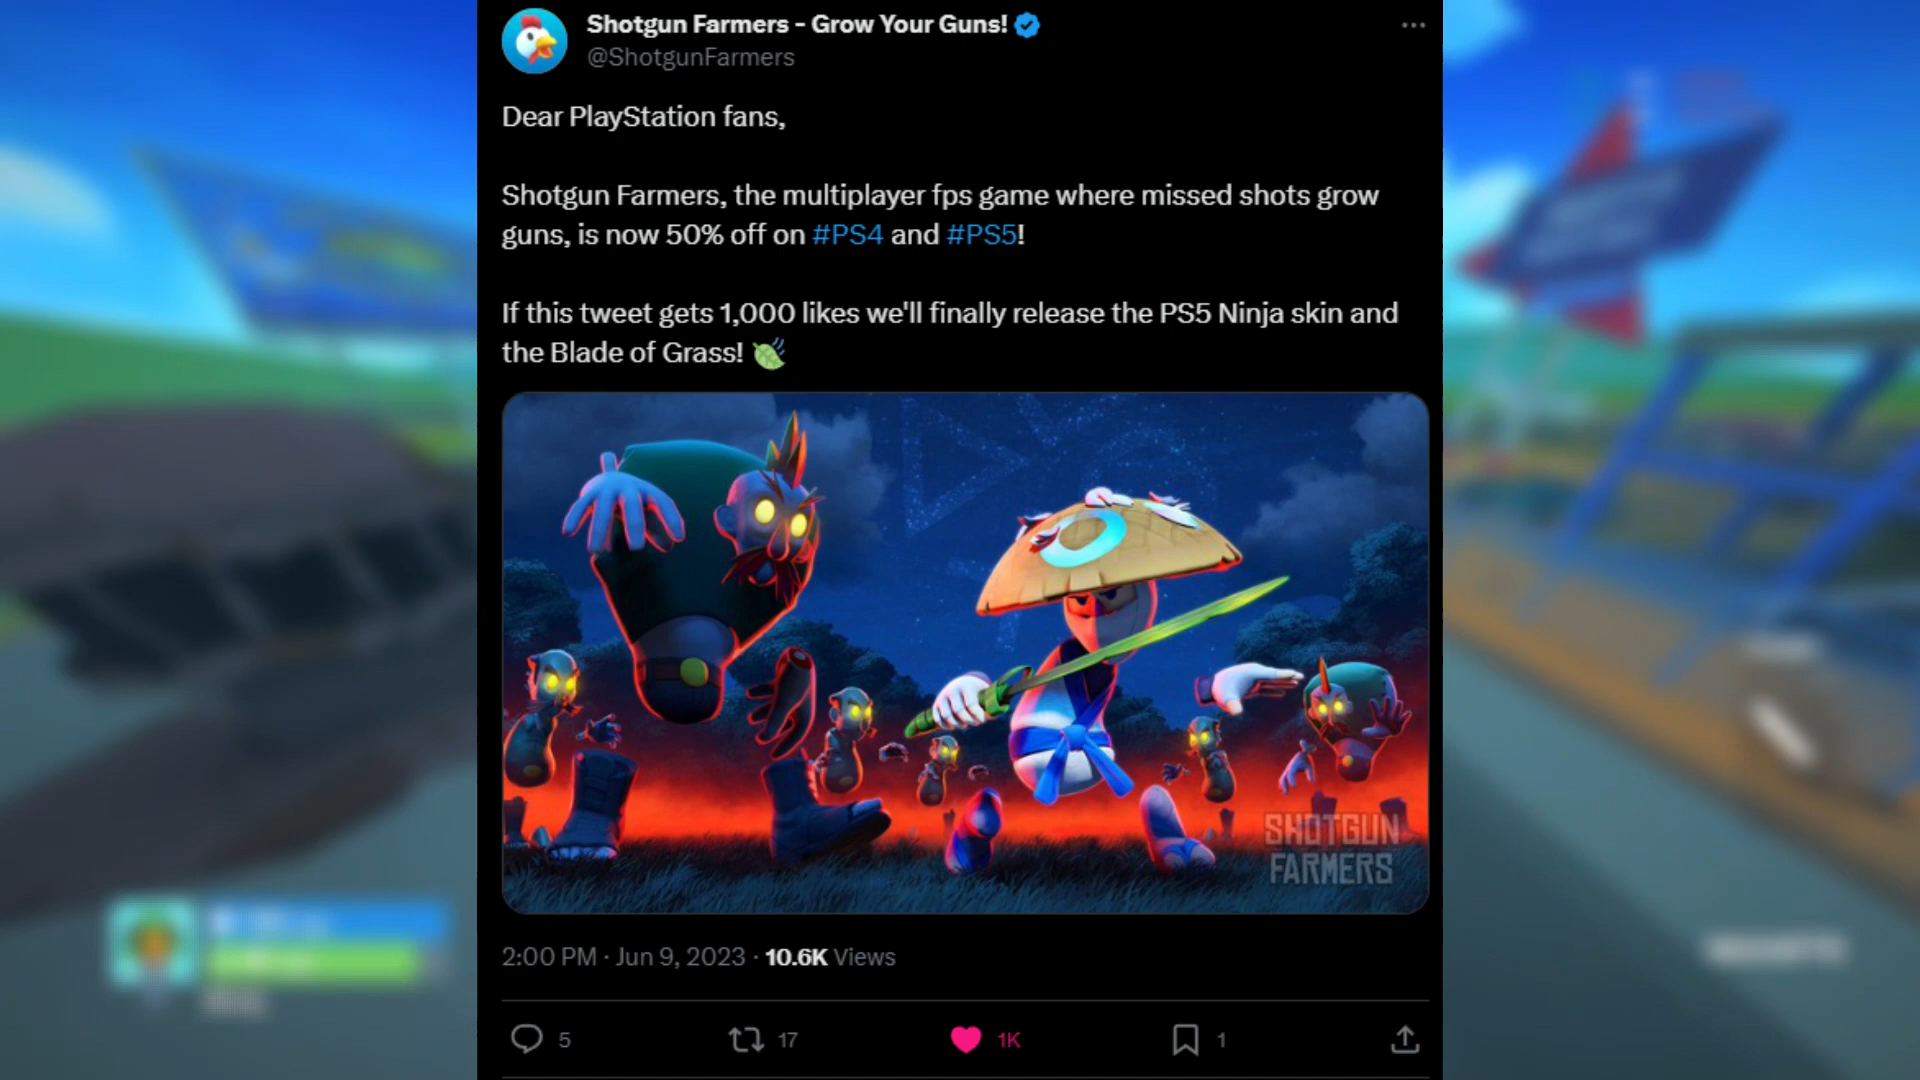 Shotgun Farmers - Grow Your Guns!
@ShotgunFarmers
Dear PlayStation fans,
Shotgun Farmers, the multiplayer fps game where missed shots grow
guns, is now 50% off on #PS4 and #PS5!
If this tweet gets 1,000 likes we'll finally release the PS5 Ninja skin and
the Blade of Grass! 🍃
SHOTGUN
FARMERS
2:00 PM · Jun 9, 2023 · 10.6K Views
5 17 1K 1